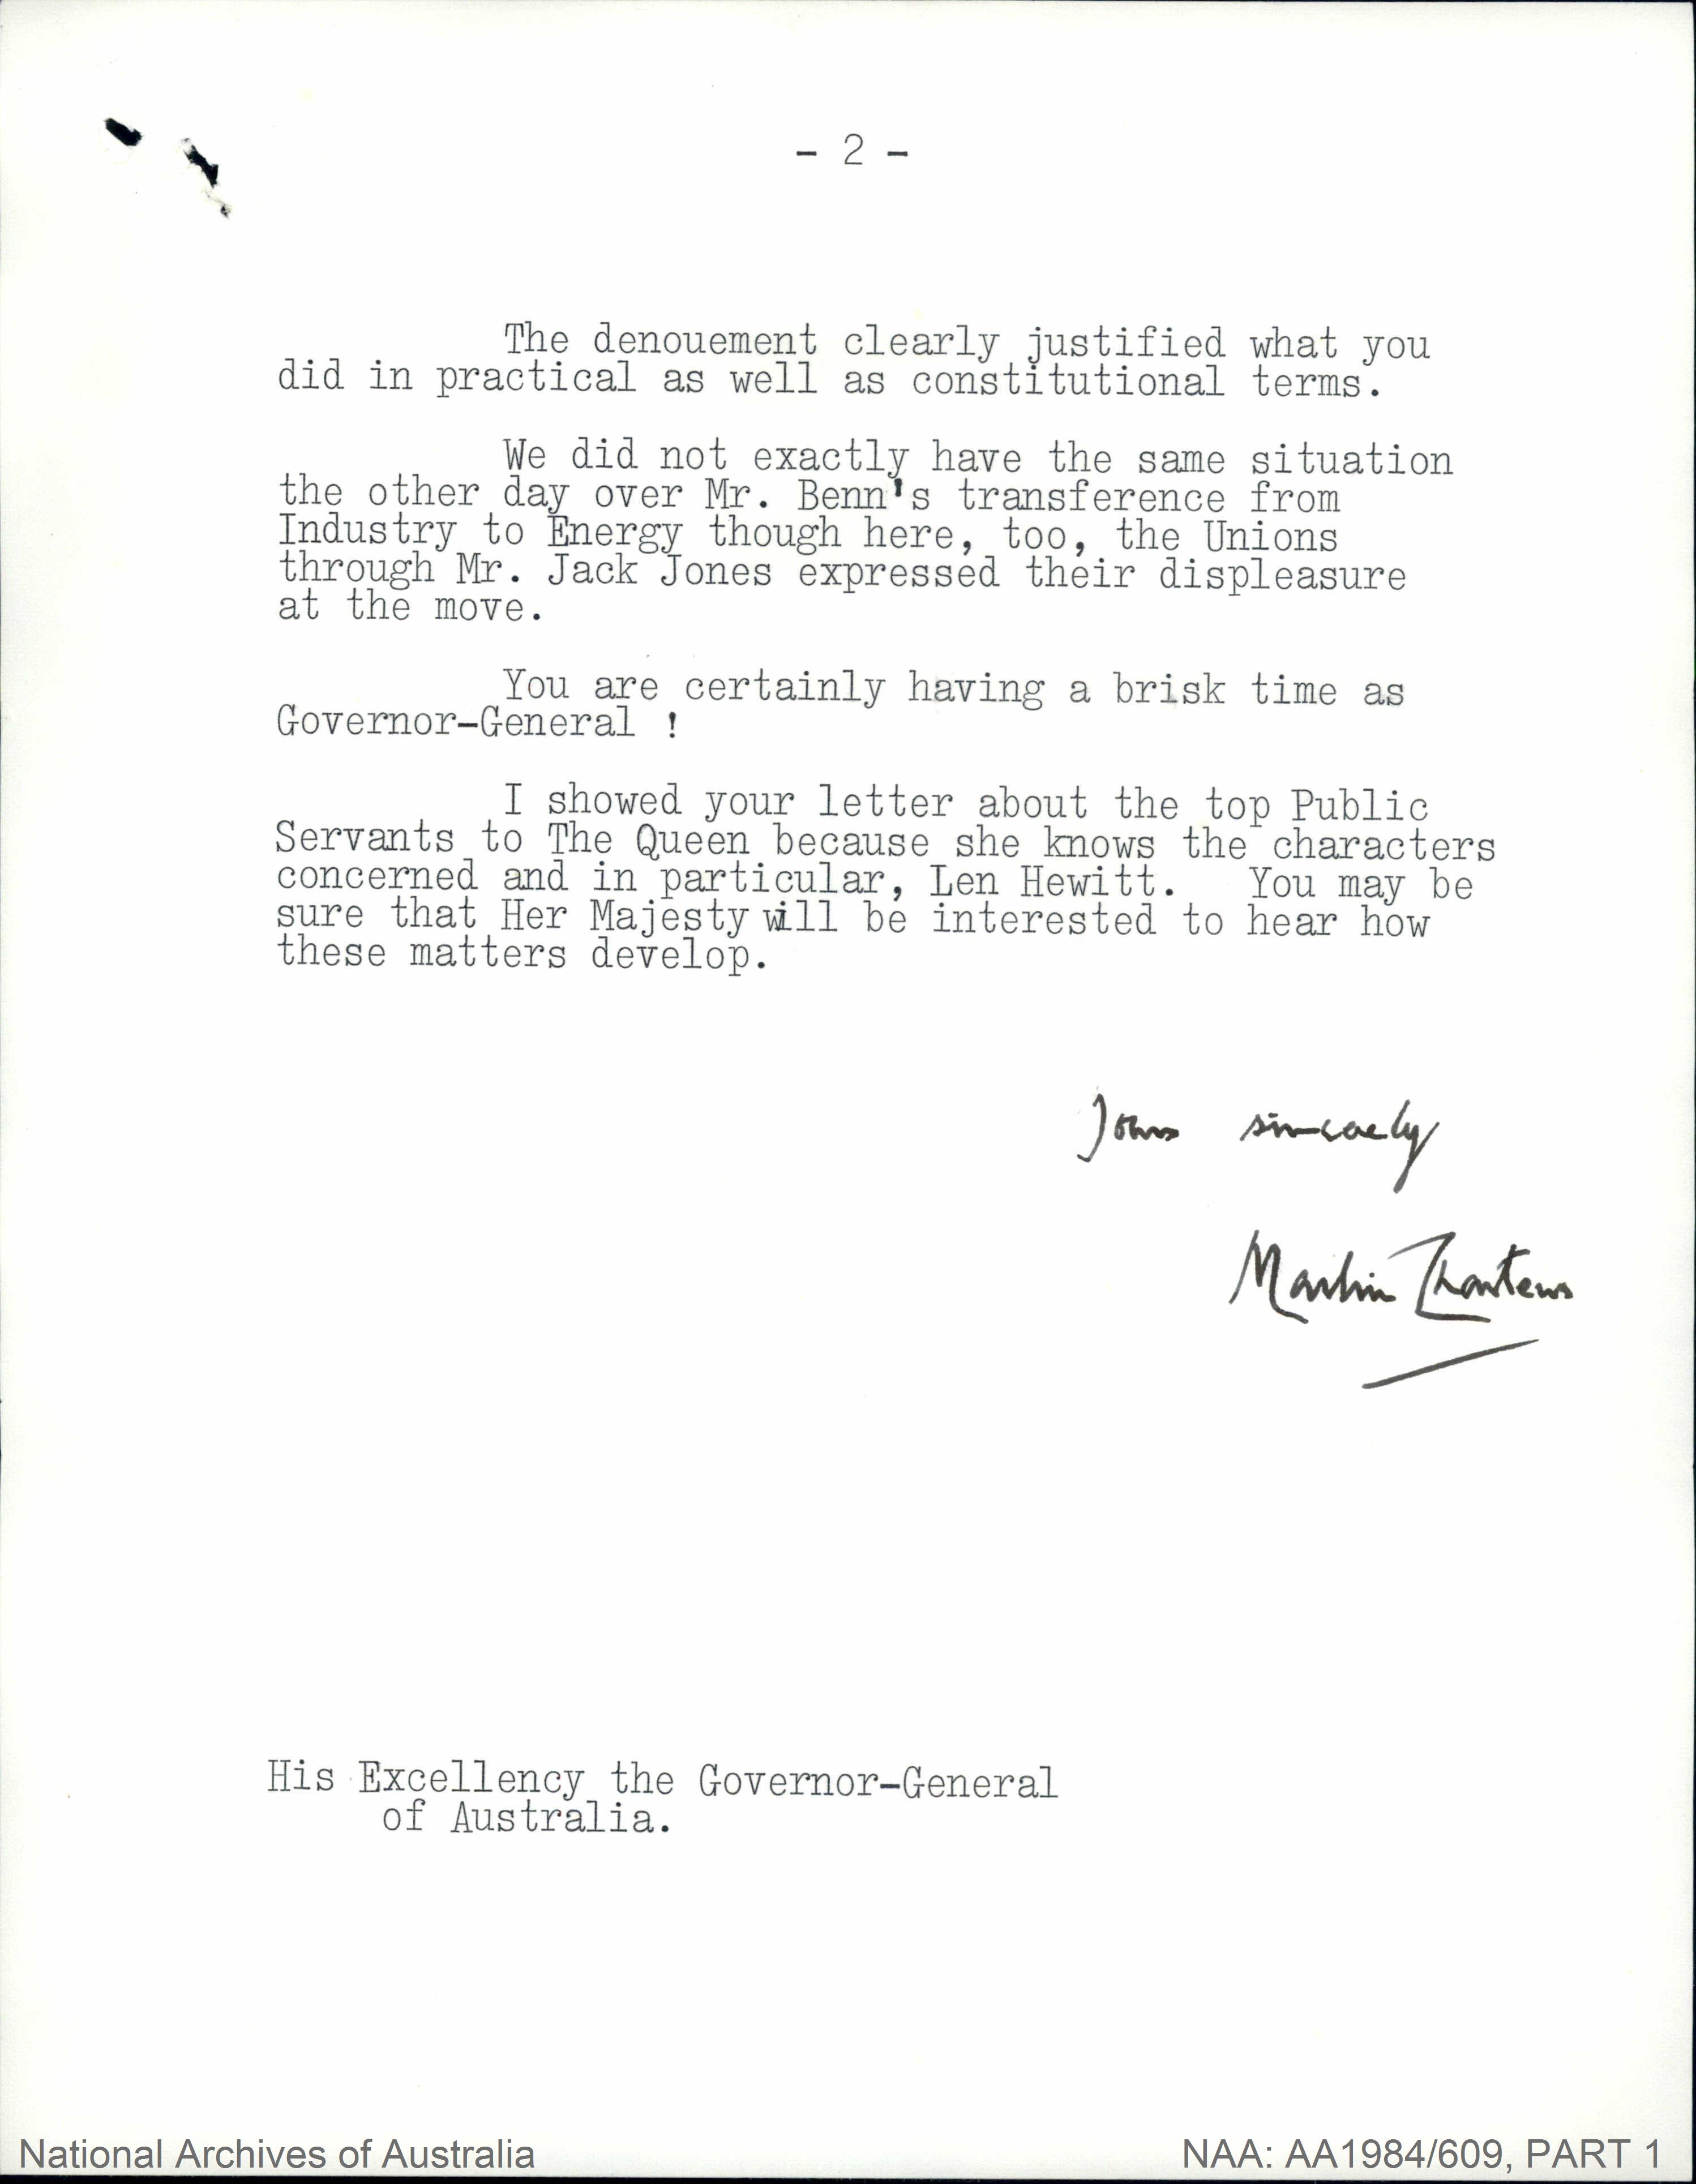 - 2 -
The denouement clearly justified what you
did in practical as well as constitutional terms.
We did not exactly have the same situation
the other day over Mr. Benn's transference from
Industry to Energy though here, too, the Unions
through Mr. Jack Jones expressed their displeasure
at the move.
You are certainly having a brisk time as
Governor-General !
I showed your letter about the top Public
Servants to The Queen because she knows the characters
concerned and in particular, Len Hewitt. You may be
sure that Her Majesty will be interested to hear how
these matters develop.
Yours sincerely
Martin Charteris
His Excellency the Governor-General
of Australia.
National Archives of Australia
NAA: AA1984/609, PART 1